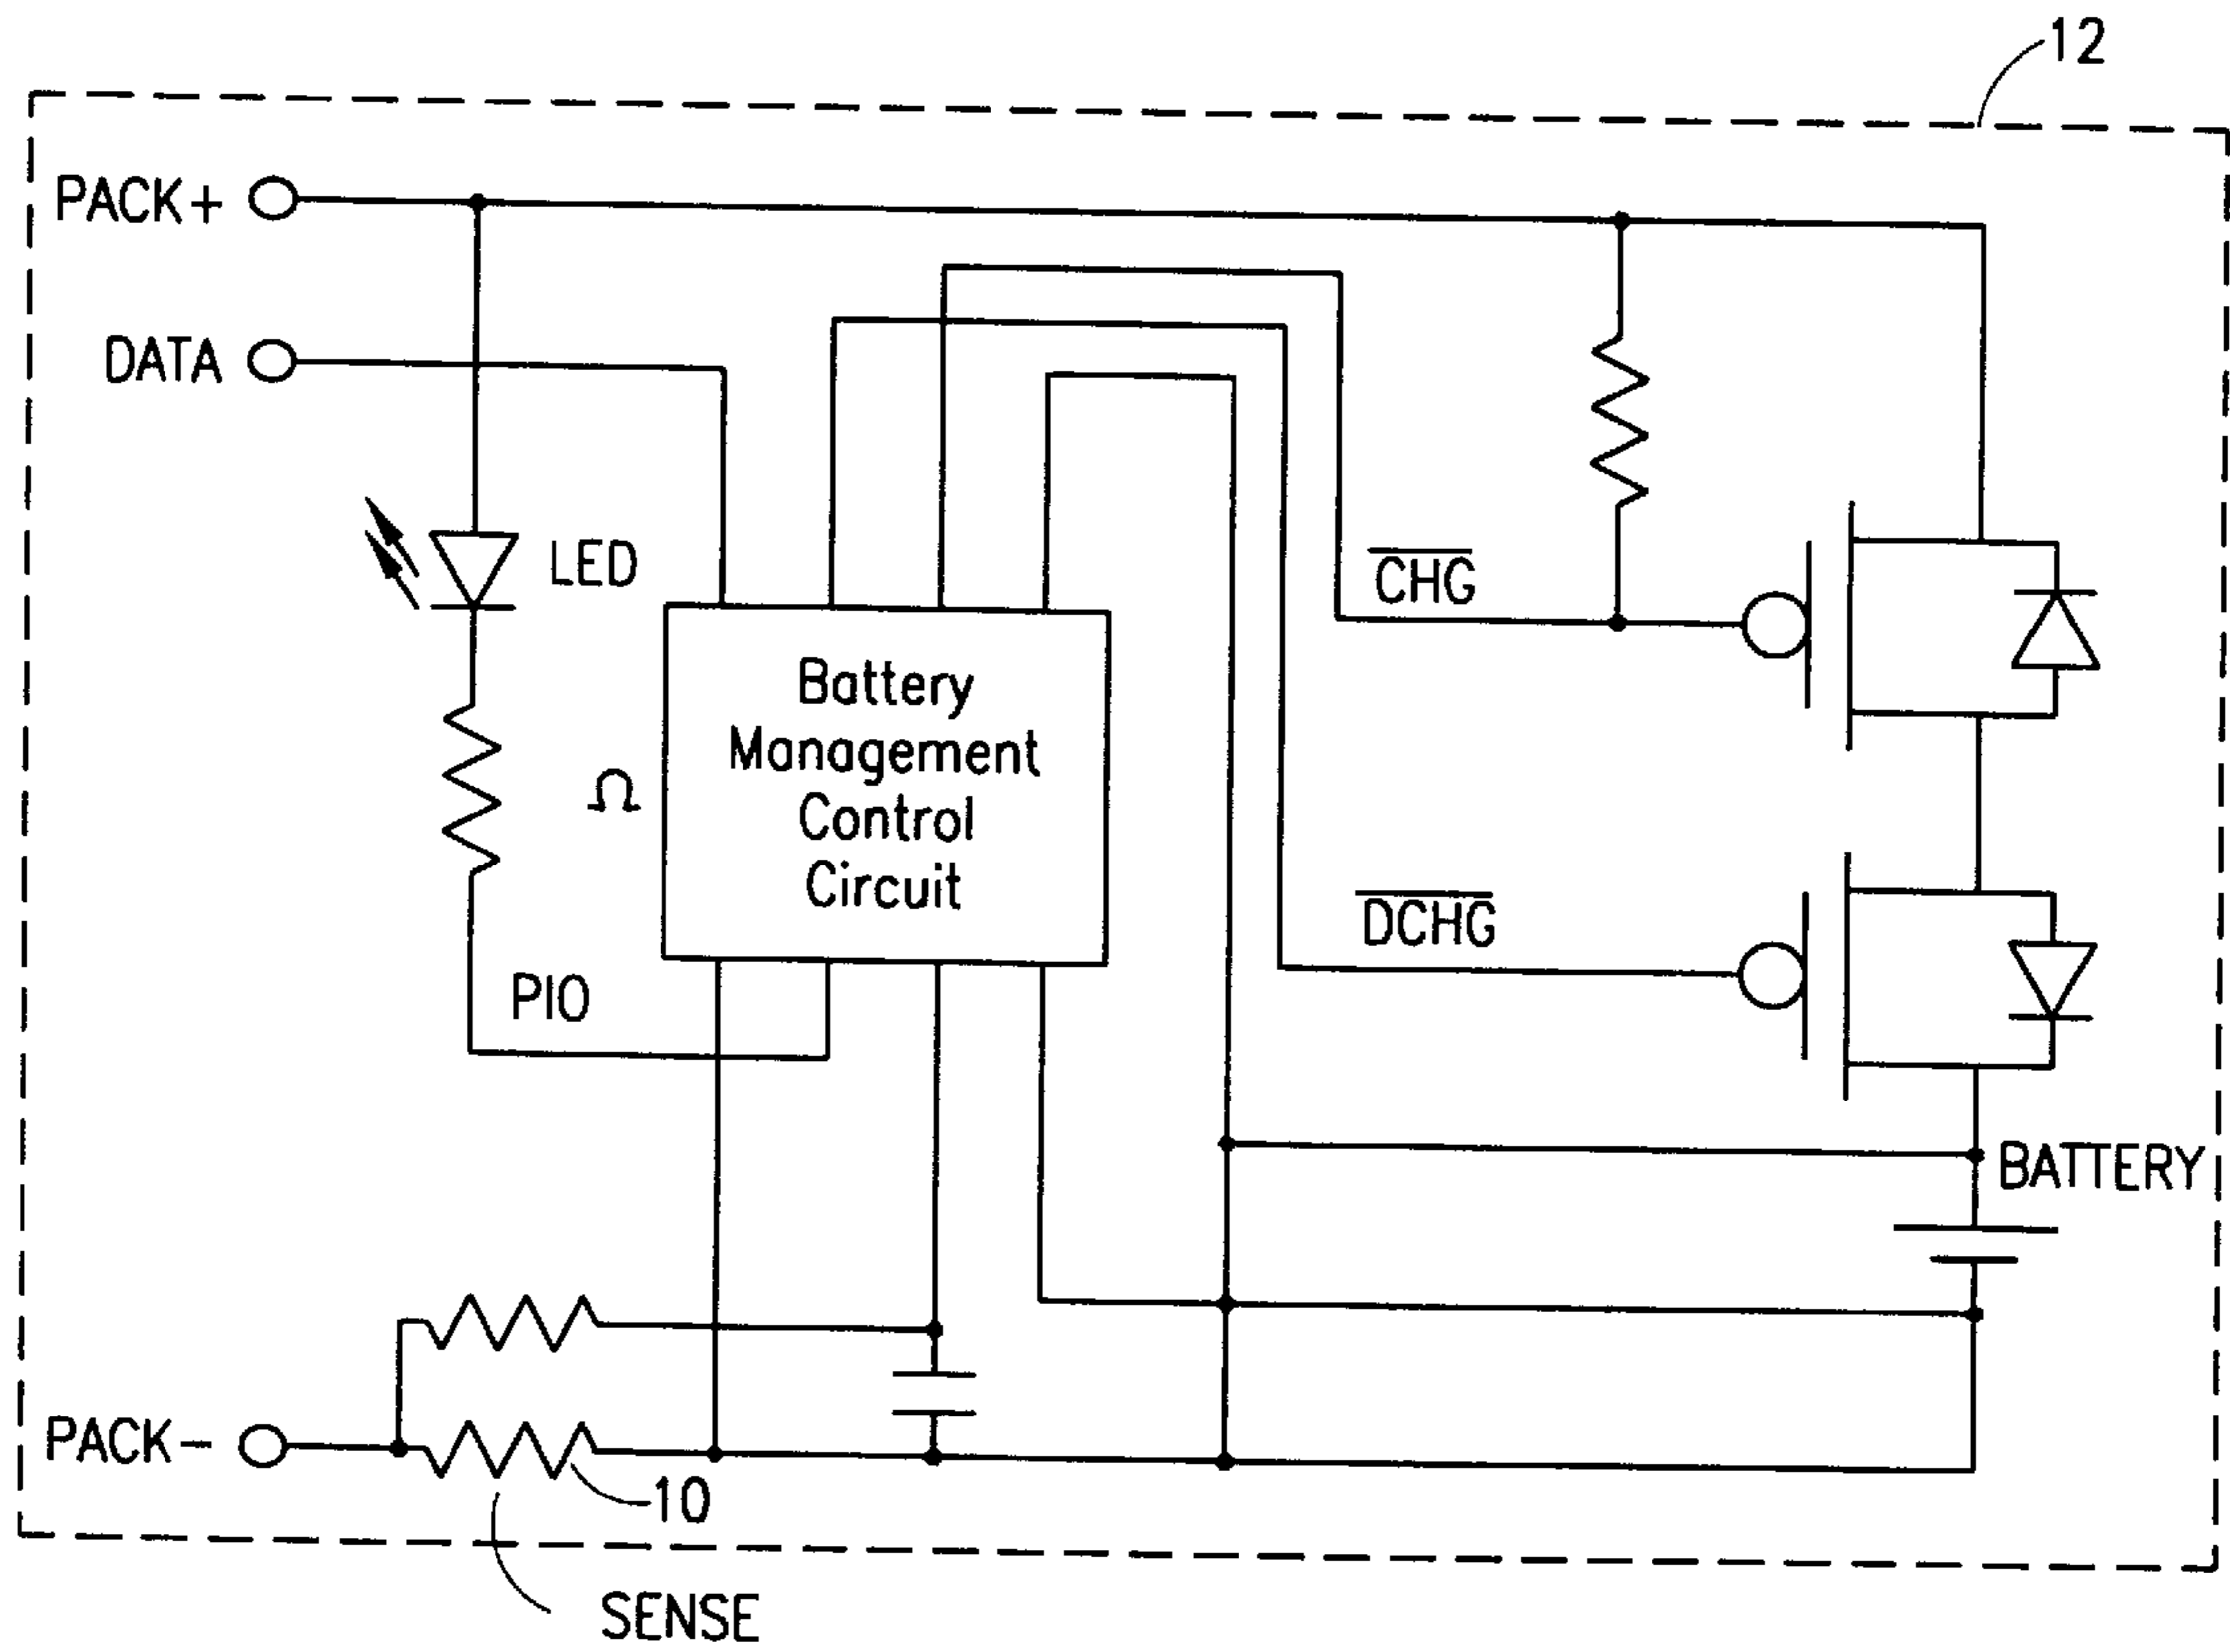 12
PACK+
DATA
LED
CHG
Battery
Management
Control
Circuit
Ω
DCHG
PIO
BATTERY
PACK-
10
SENSE